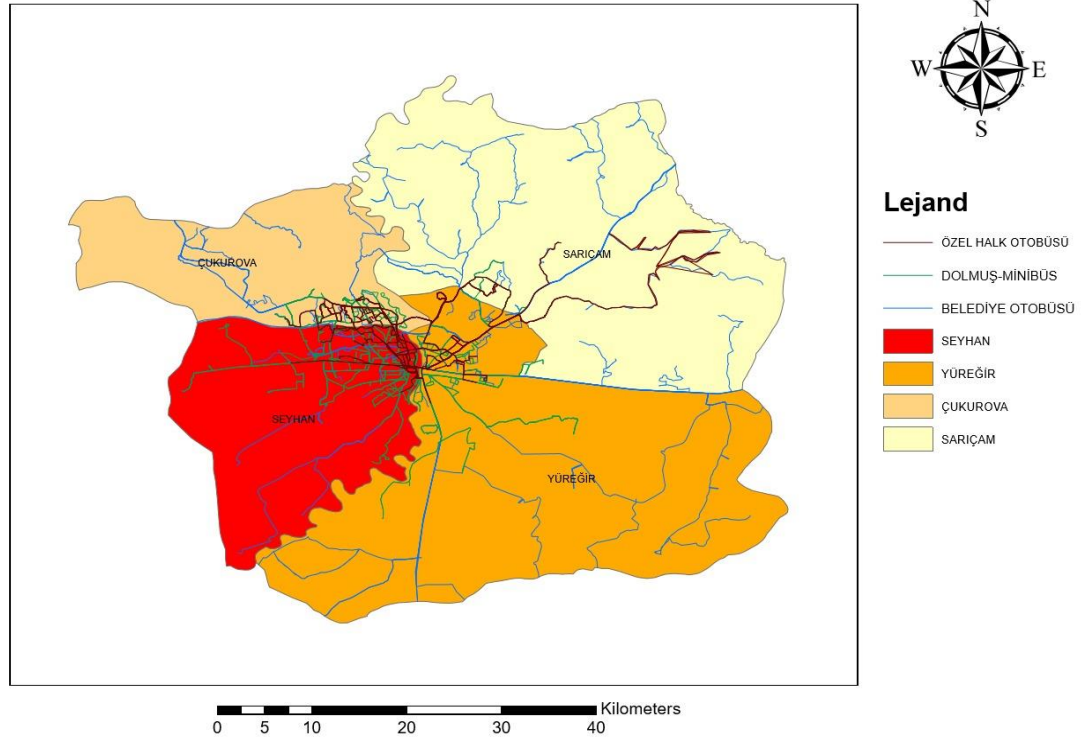 N
W E
S
Lejand
ÖZEL HALK OTOBÜSÜ
DOLMUŞ-MİNİBÜS
BELEDİYE OTOBÜSÜ
SEYHAN
YÜREĞİR
ÇUKUROVA
SARIÇAM
ÇUKUROVA
SARIÇAM
SEYHAN
YÜREĞİR
Kilometers
0 5 10 20 30 40